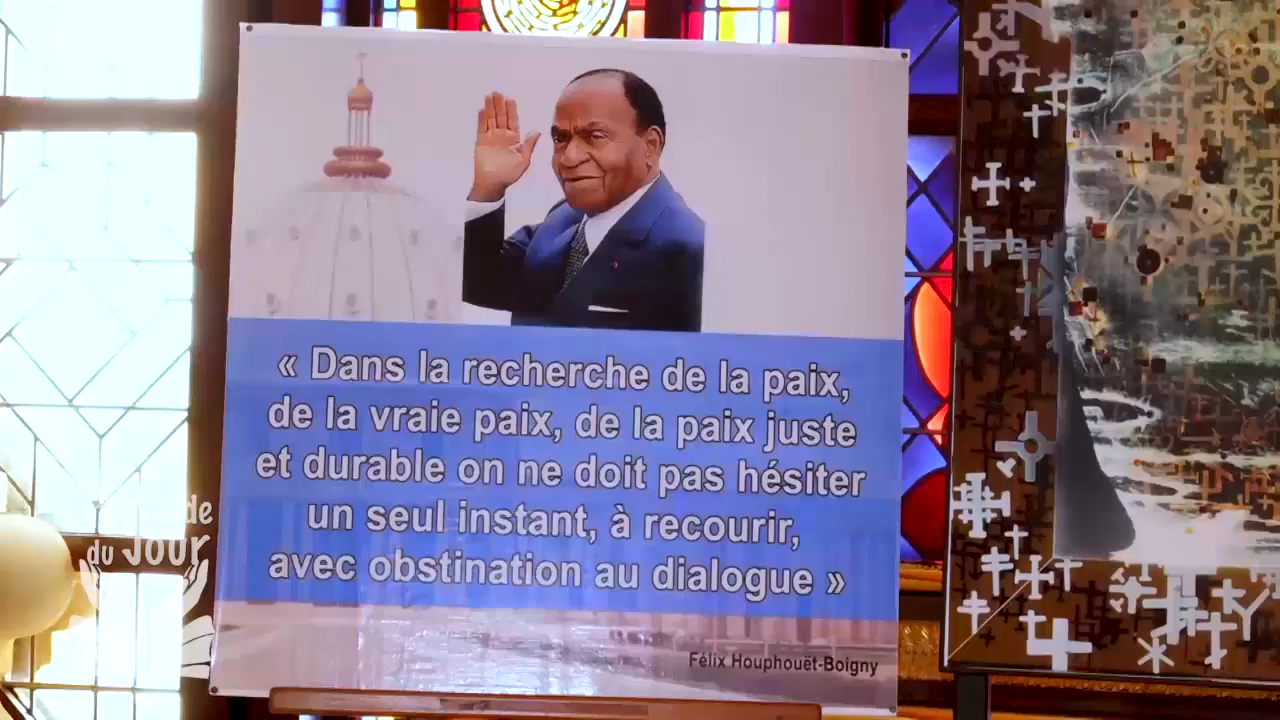 « Dans la recherche de la paix,
de la vraie paix, de la paix juste
et durable on ne doit pas hésiter
un seul instant, à recourir,
avec obstination au dialogue »
Félix Houphouët-Boigny
du JOUR